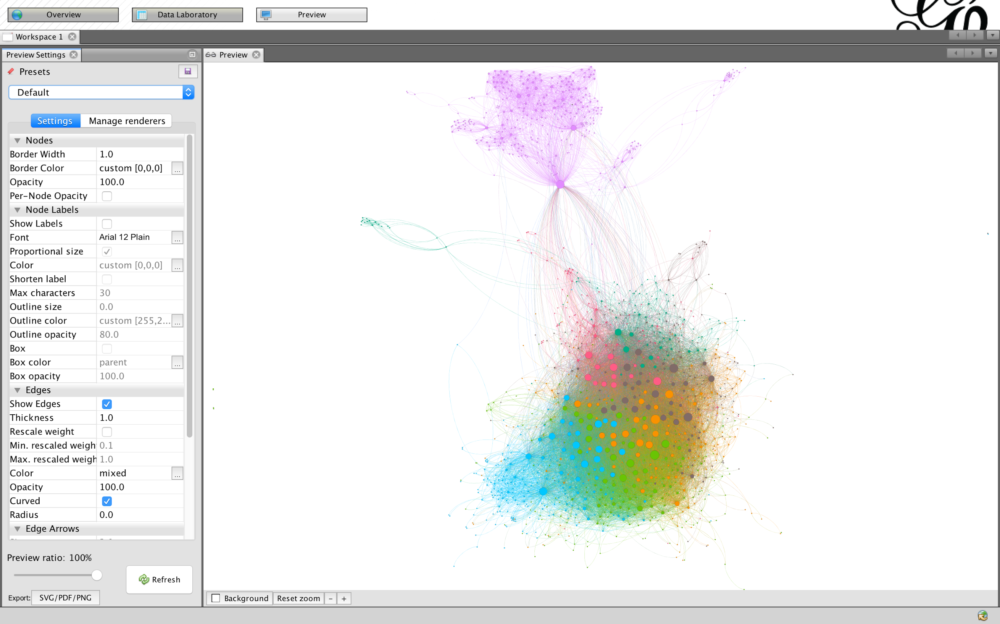 Overview
Data Laboratory
Preview
Workspace 1
Preview Settings
Presets
Default
Settings
Manage renderers
Nodes
Border Width 1.0
Border Color custom [0,0,0] ...
Opacity 100.0
Per-Node Opacity
Node Labels
Show Labels
Font Arial 12 Plain ...
Proportional size
Color custom [0,0,0] ...
Shorten label
Max characters 30
Outline size 0.0
Outline color custom [255,2... ...
Outline opacity 80.0
Box
Box color parent ...
Box opacity 100.0
Edges
Show Edges
Thickness 1.0
Rescale weight
Min. rescaled weigh 0.1
Max. rescaled weigh 1.0
Color mixed ...
Opacity 100.0
Curved
Radius 0.0
Edge Arrows
Preview ratio: 100%
Refresh
Export: SVG/PDF/PNG
Preview
Background
Reset zoom
-
+